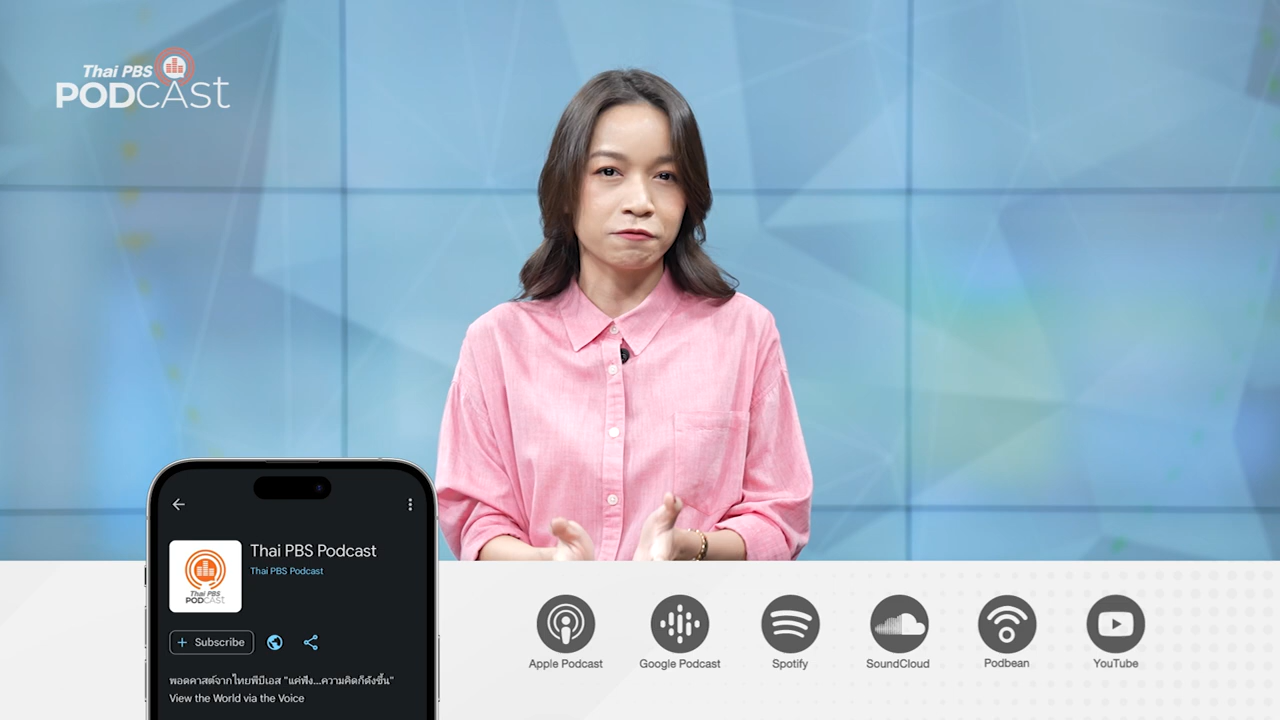 Thai PBS
PODCAST
Thai PBS Podcast
Thai PBS Podcast
Thai PBS
PODCAST
+ Subscribe
พอดคาสต์จากไทยพีบีเอส "แค่ฟัง...ความคิดก็ดังขึ้น"
View the World via the Voice
Apple Podcast
Google Podcast
Spotify
SoundCloud
Podbean
YouTube